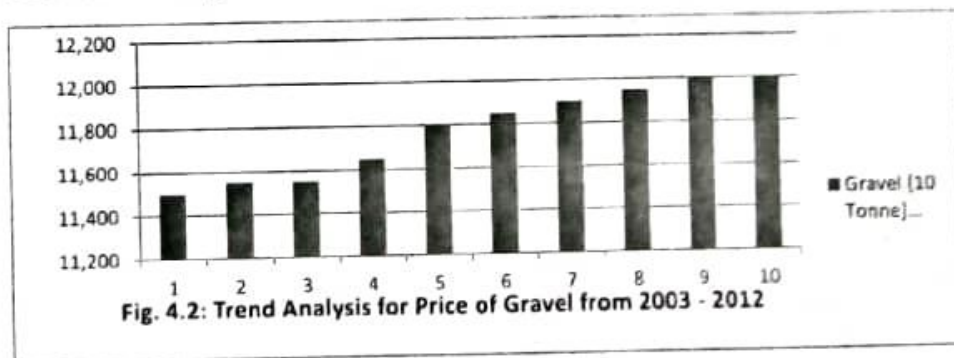 12,200
12,000
11,800
11,600
11,400
11,200
1 2 3 4 5 6 7 8 9 10
Gravel (10
Tonne)...
Fig. 4.2: Trend Analysis for Price of Gravel from 2003 - 2012